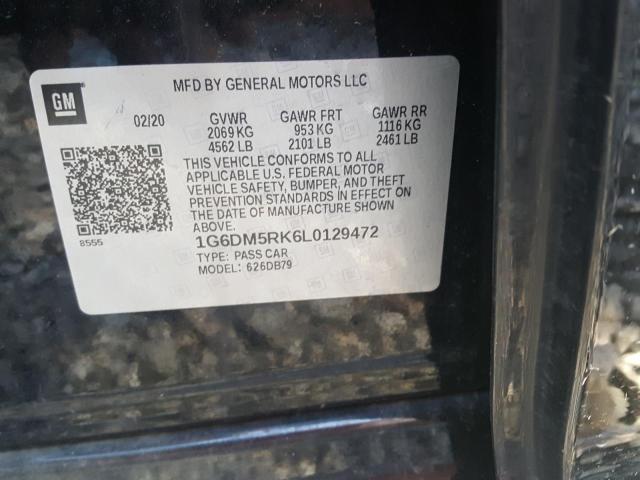 MFD BY GENERAL MOTORS LLC
GM
02/20 GVWR GAWR FRT GAWR RR
2069 KG 953 KG 1116 KG
4562 LB 2101 LB 2461 LB
THIS VEHICLE CONFORMS TO ALL
APPLICABLE U.S. FEDERAL MOTOR
VEHICLE SAFETY, BUMPER, AND THEFT
PREVENTION STANDARDS IN EFFECT ON
THE DATE OF MANUFACTURE SHOWN
ABOVE.
8555
1G6DM5RK6L0129472
TYPE: PASS CAR
MODEL: 626DB79